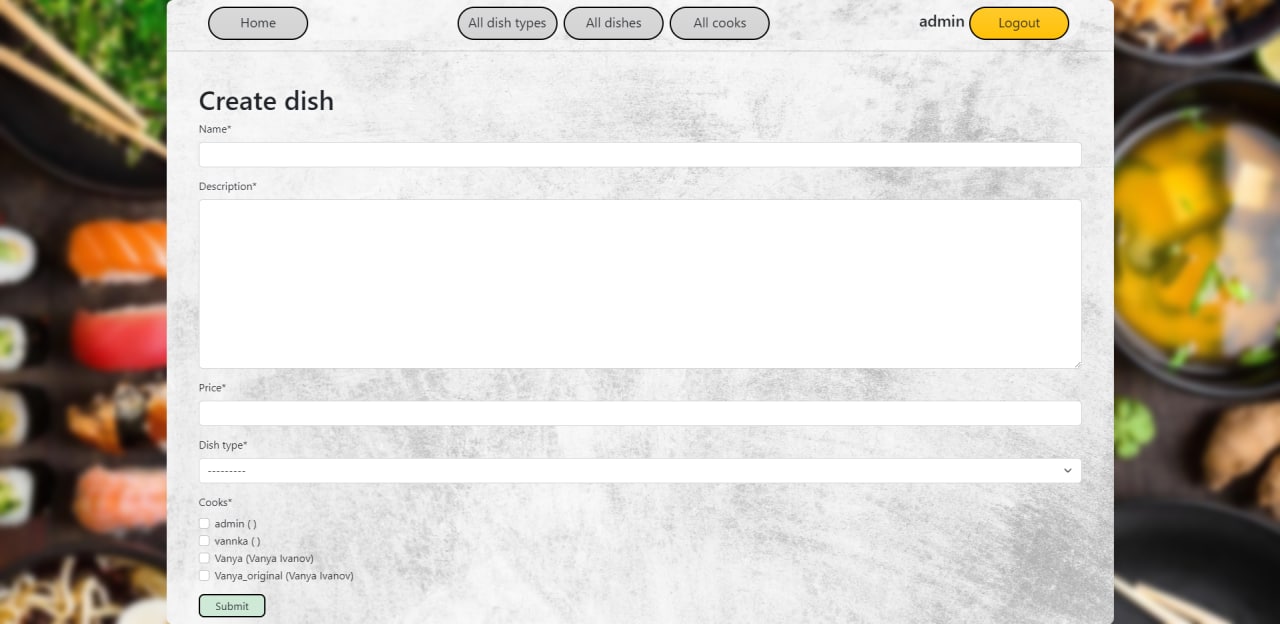 Home All dish types All dishes All cooks admin Logout
Create dish
Name*
Description*
Price*
Dish type*
---------
Cooks*
admin ( )
vannka ( )
Vanya (Vanya Ivanov)
Vanya_original (Vanya Ivanov)
Submit